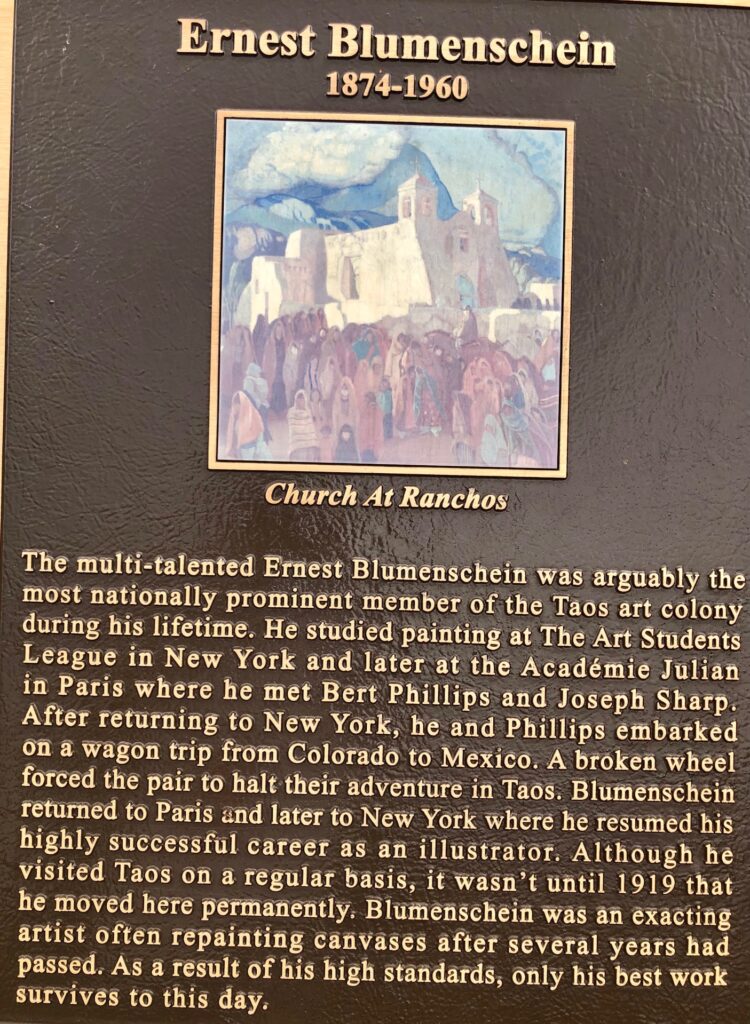 Ernest Blumenschein
1874-1960
Church At Ranchos
The multi-talented Ernest Blumenschein was arguably the
most nationally prominent member of the Taos art colony
during his lifetime. He studied painting at The Art Students
League in New York and later at the Académie Julian
in Paris where he met Bert Phillips and Joseph Sharp.
After returning to New York, he and Phillips embarked
on a wagon trip from Colorado to Mexico. A broken wheel
forced the pair to halt their adventure in Taos. Blumenschein
returned to Paris and later to New York where he resumed his
highly successful career as an illustrator. Although he
visited Taos on a regular basis, it wasn't until 1919 that
he moved here permanently. Blumenschein was an exacting
artist often repainting canvases after several years had
passed. As a result of his high standards, only his best work
survives to this day.